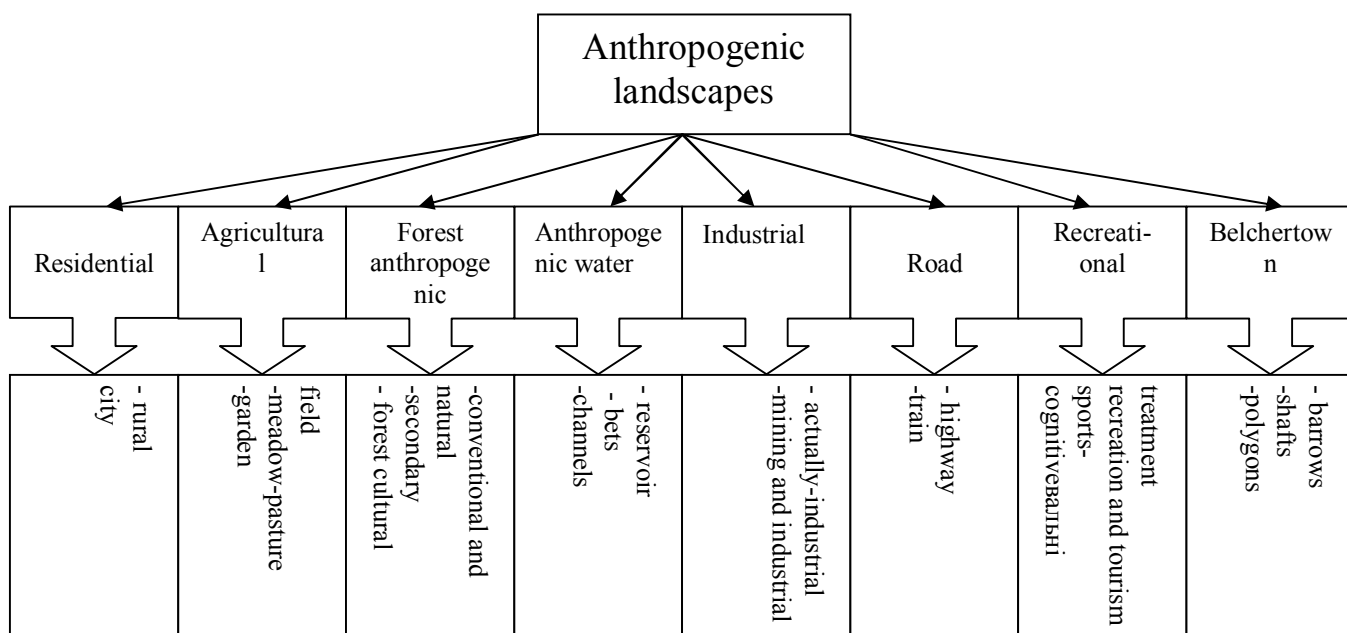 Anthropogenic
landscapes
Residential
Agricultura
l
Forest
anthropoge
nic
Anthropoge
nic water
Industrial
Road
Recreati-
onal
Belchertow
n
- rural
city
field
-meadow-pasture
-garden
-conventional and
natural
-secondary
- forest cultural
- reservoir
- bets
-channels
- actually-industrial
-mining and industrial
- highway
-train
treatment
recreation and tourism
sports-
cognitiveвальні
- barrows
-shafts
-polygons